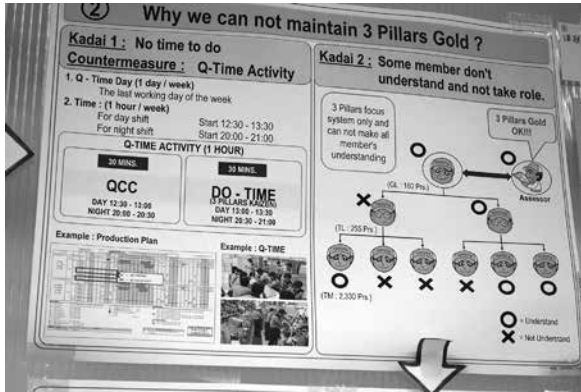 2
Why we can not maintain 3 Pillars Gold ?
Kadai 1 : No time to do
Countermeasure : Q-Time Activity
1. Q - Time Day (1 day / week)
The last working day of the week
2. Time : (1 hour / week)
For day shift Start 12:30 - 13:30
For night shift Start 20:00 - 21:00
Q-TIME ACTIVITY (1 HOUR)
30 MINS.
QCC
DAY 12:30 - 13:00
NIGHT 20:00 - 20:30
30 MINS.
DO - TIME
(3 PILLARS KAIZEN)
DAY 13:00 - 13:30
NIGHT 20:30 - 21:00
Example : Production Plan
Example : Q-TIME
Kadai 2 : Some member don't
understand and not take role.
3 Pillars focus
system only and
can not make all
member's
understanding
3 Pillars Gold
OK!!!
Assessor
(GL : 160 Prs.)
(TL : 255 Prs.)
(TM : 2,330 Prs.)
O = Understand
X = Not Understand